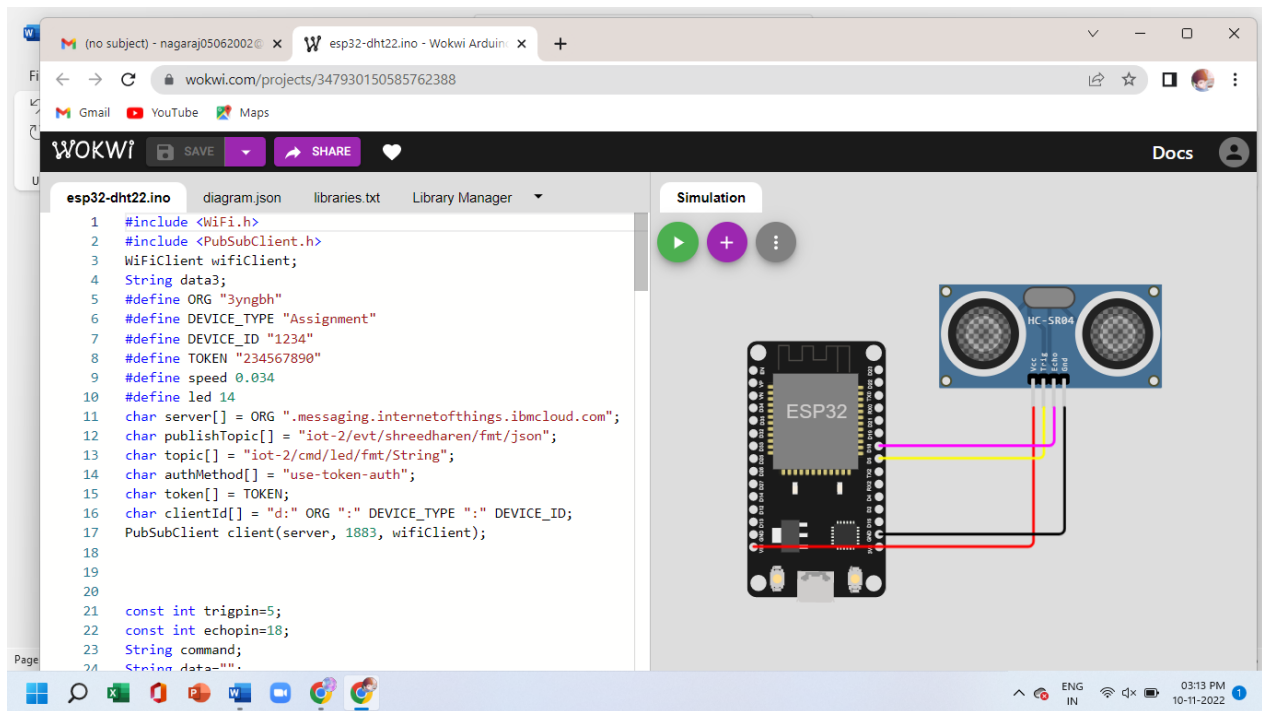 (no subject) - nagaraj05062002@
esp32-dht22.ino - Wokwi Arduin
Fi
wokwi.com/projects/347930150585762388
Gmail YouTube Maps
WOKWI SAVE SHARE Docs
U
esp32-dht22.ino diagram.json libraries.txt Library Manager
Simulation
1 #include <WiFi.h>
2 #include <PubSubClient.h>
3 WiFiClient wifiClient;
4 String data3;
5 #define ORG "3yngbh"
6 #define DEVICE_TYPE "Assignment"
7 #define DEVICE_ID "1234"
8 #define TOKEN "234567890"
9 #define speed 0.034
10 #define led 14
11 char server[] = ORG ".messaging.internetofthings.ibmcloud.com";
12 char publishTopic[] = "iot-2/evt/shreedharen/fmt/json";
13 char topic[] = "iot-2/cmd/led/fmt/String";
14 char authMethod[] = "use-token-auth";
15 char token[] = TOKEN;
16 char clientId[] = "d:" ORG ":" DEVICE_TYPE ":" DEVICE_ID;
17 PubSubClient client(server, 1883, wifiClient);
18
19
20
21 const int trigpin=5;
22 const int echopin=18;
23 String command;
24 String data="";
HC-SR04
Vcc
Trig
Echo
Gnd
ESP32
Page
ENG
IN
03:13 PM
10-11-2022
1